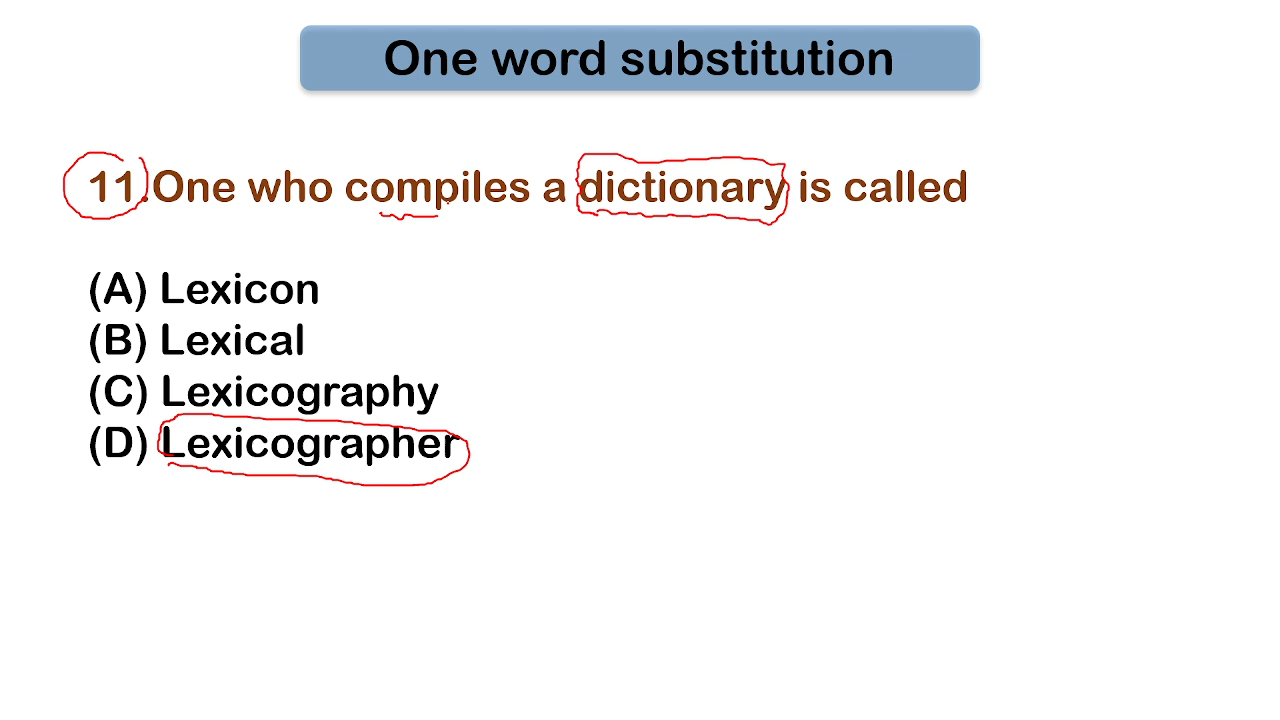 One word substitution
11.One who compiles a dictionary is called
(A) Lexicon
(B) Lexical
(C) Lexicography
(D) Lexicographer